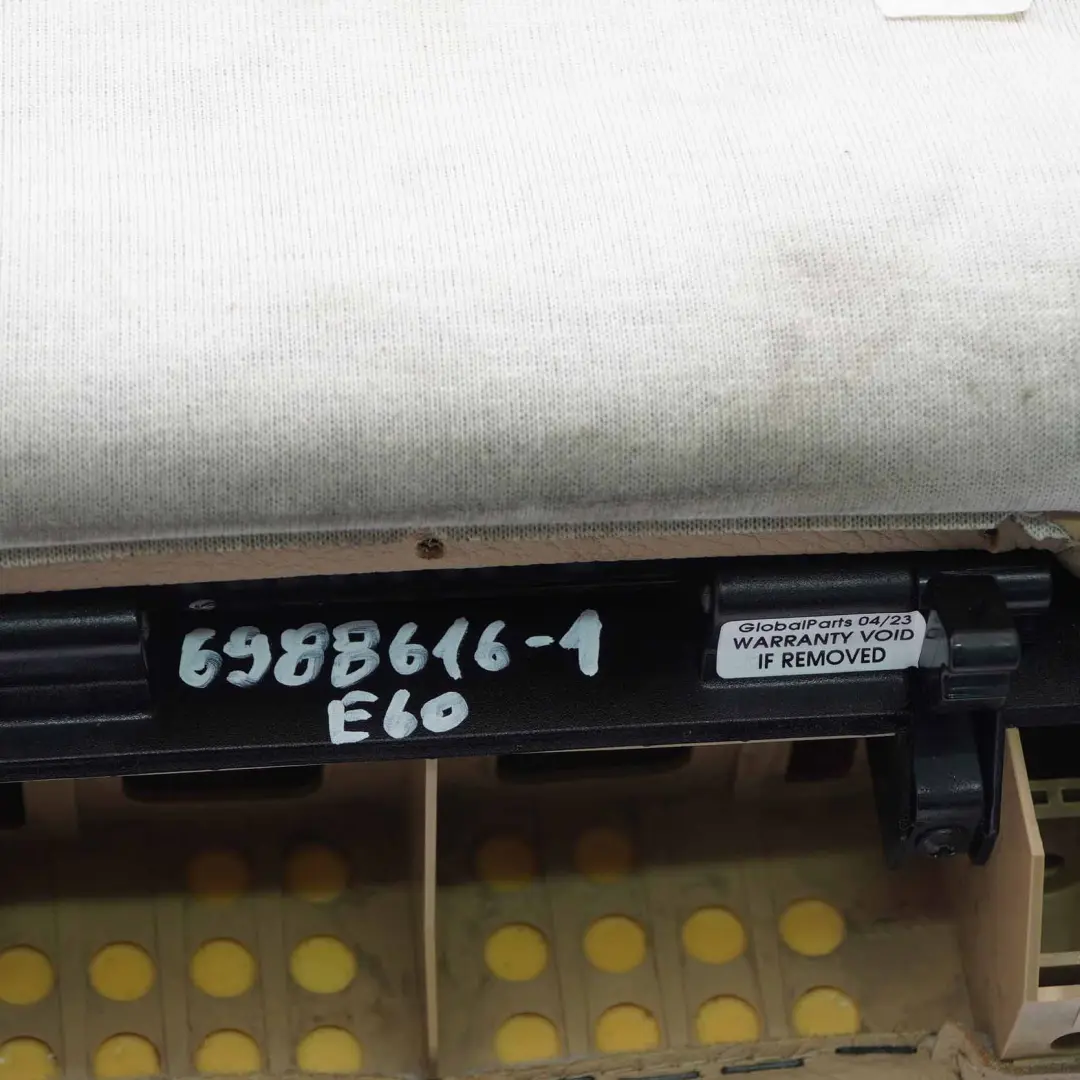 6988616-1
E60
GlobalParts 04/23
WARRANTY VOID
IF REMOVED